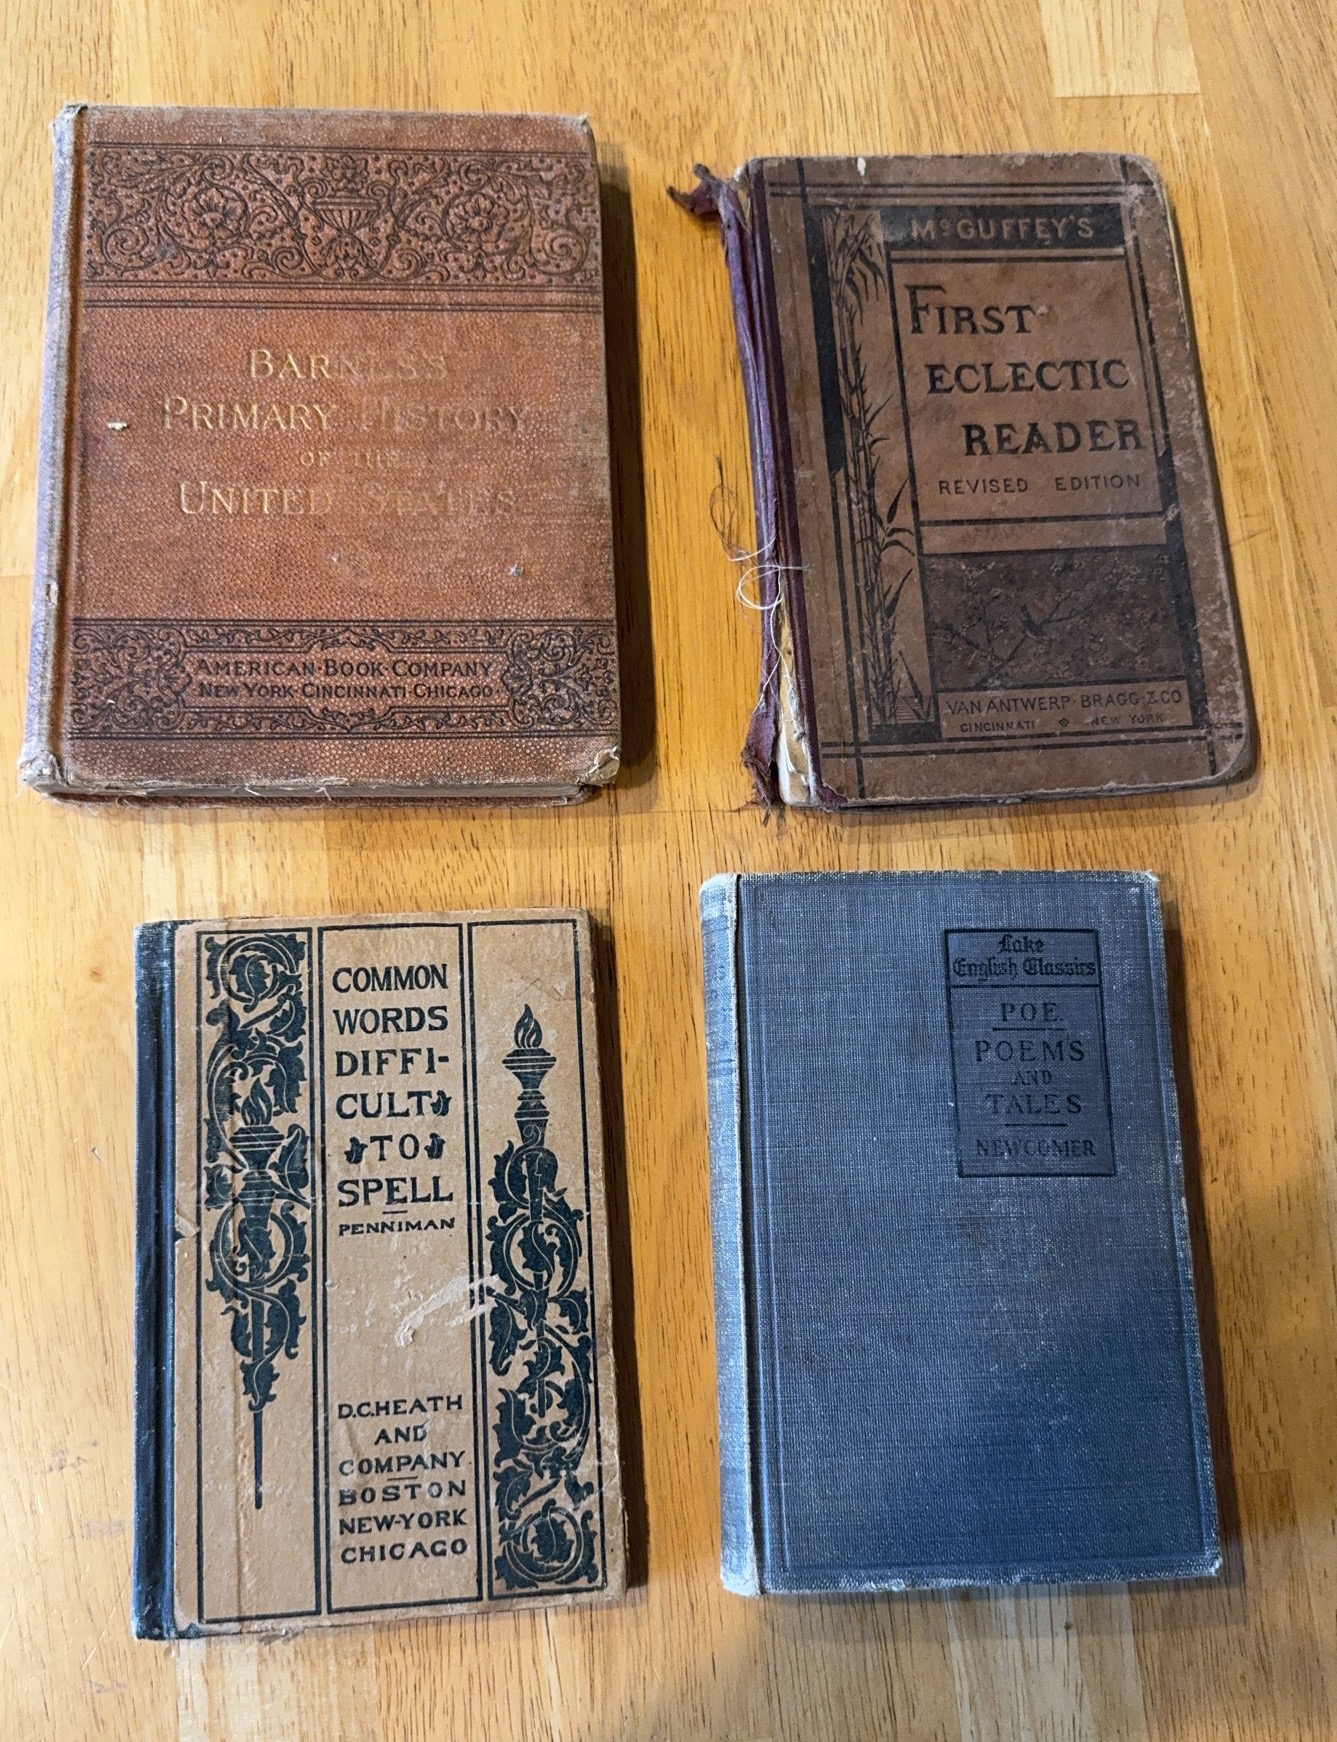 BARNES'S
PRIMARY HISTORY
OF THE
UNITED STATES
AMERICAN·BOOK·COMPANY
NEW YORK·CINCINNATI·CHICAGO·
McGUFFEY'S
FIRST
ECLECTIC
READER
REVISED EDITION
VAN ANTWERP·BRAGG·&CO
CINCINNATI NEW YORK
COMMON
WORDS
DIFFI-
CULT
TO
SPELL
PENNIMAN
D.C.HEATH
AND
COMPANY
BOSTON
NEW-YORK
CHICAGO
Lake
English Classics
POE
POEMS
AND
TALES
NEWCOMER